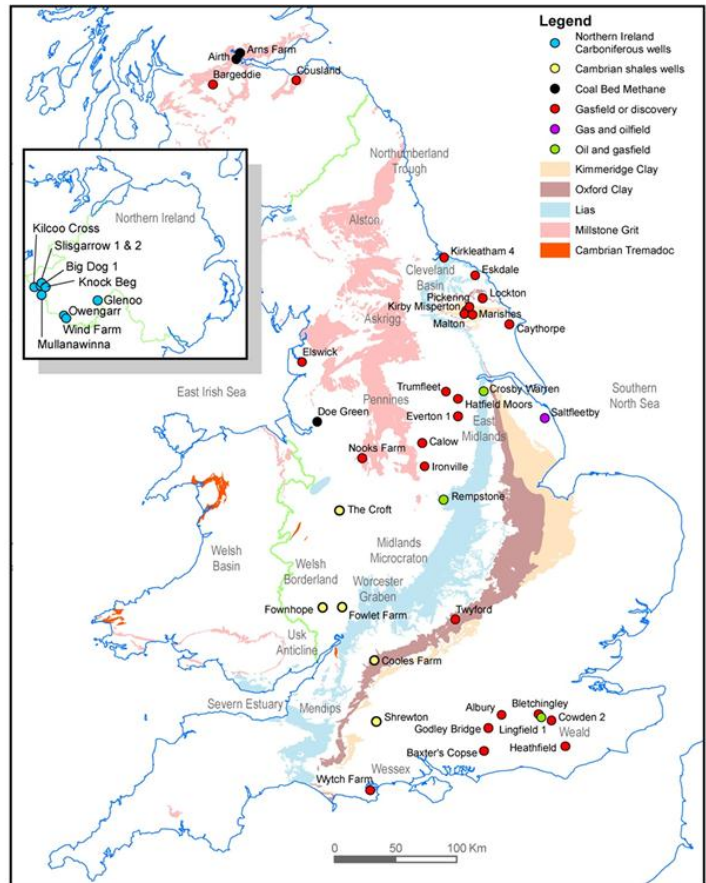 Legend
Northern Ireland
Carboniferous wells
Cambrian shales wells
Coal Bed Methane
Gasfield or discovery
Gas and oilfield
Oil and gasfield
Kimmeridge Clay
Oxford Clay
Lias
Millstone Grit
Cambrian Tremadoc
Arns Farm
Airth
Bargeddie
Cousland
Northumberland
Trough
Alston
Northern Ireland
Kilcoo Cross
Slisgarrow 1 & 2
Big Dog 1
Knock Beg
Glenoo
Owengarr
Wind Farm
Mullanawinna
Kirkleatham 4
Cleveland
Basin
Eskdale
Pickering
Lockton
Kirby Misperton
Marishes
Malton
Caythorpe
Askrigg
Elswick
East Irish Sea
Pennines
Trumfleet
Crosby Warren
Hatfield Moors
Southern
North Sea
Doe Green
Everton 1
East
Midlands
Saltfleetby
Nooks Farm
Calow
Ironville
The Croft
Rempstone
Welsh
Basin
Midlands
Microcraton
Welsh
Borderland
Worcester
Graben
Fownhope
Fowlet Farm
Twyford
Usk
Anticline
Cooles Farm
Severn Estuary
Mendips
Shrewton
Albury
Bletchingley
Godley Bridge
Lingfield 1
Cowden 2
Weald
Baxter's Copse
Heathfield
Wessex
Wytch Farm
0 50 100 Km